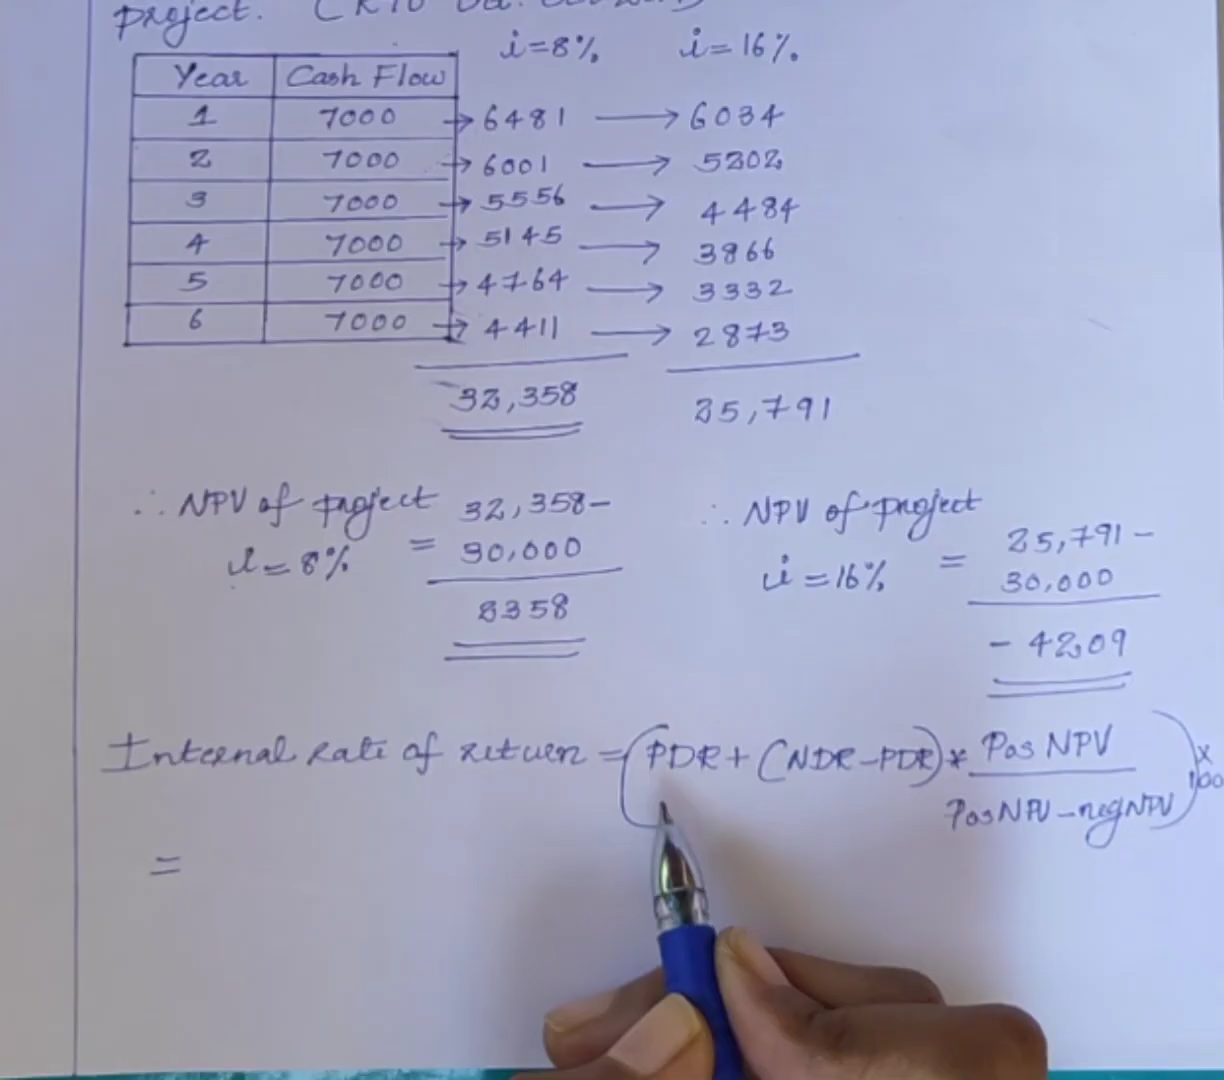 project.
i=8% i=16%.
Year Cash Flow
1 7000 → 6481 → 6034
2 7000 → 6001 → 5202
3 7000 → 5556 → 4484
4 7000 → 5145 → 3866
5 7000 → 4764 → 3332
6 7000 → 4411 → 2873
32,358 25,791
∴ NPV of project i=8% = 32,358- 30,000
2358
∴ NPV of project i=16% = 25,791- 30,000
- 4209
Internal Rate of return = (PDR + (NDR-PDR) * Pos NPV / Pos NPV - neg NPV) x 100
=